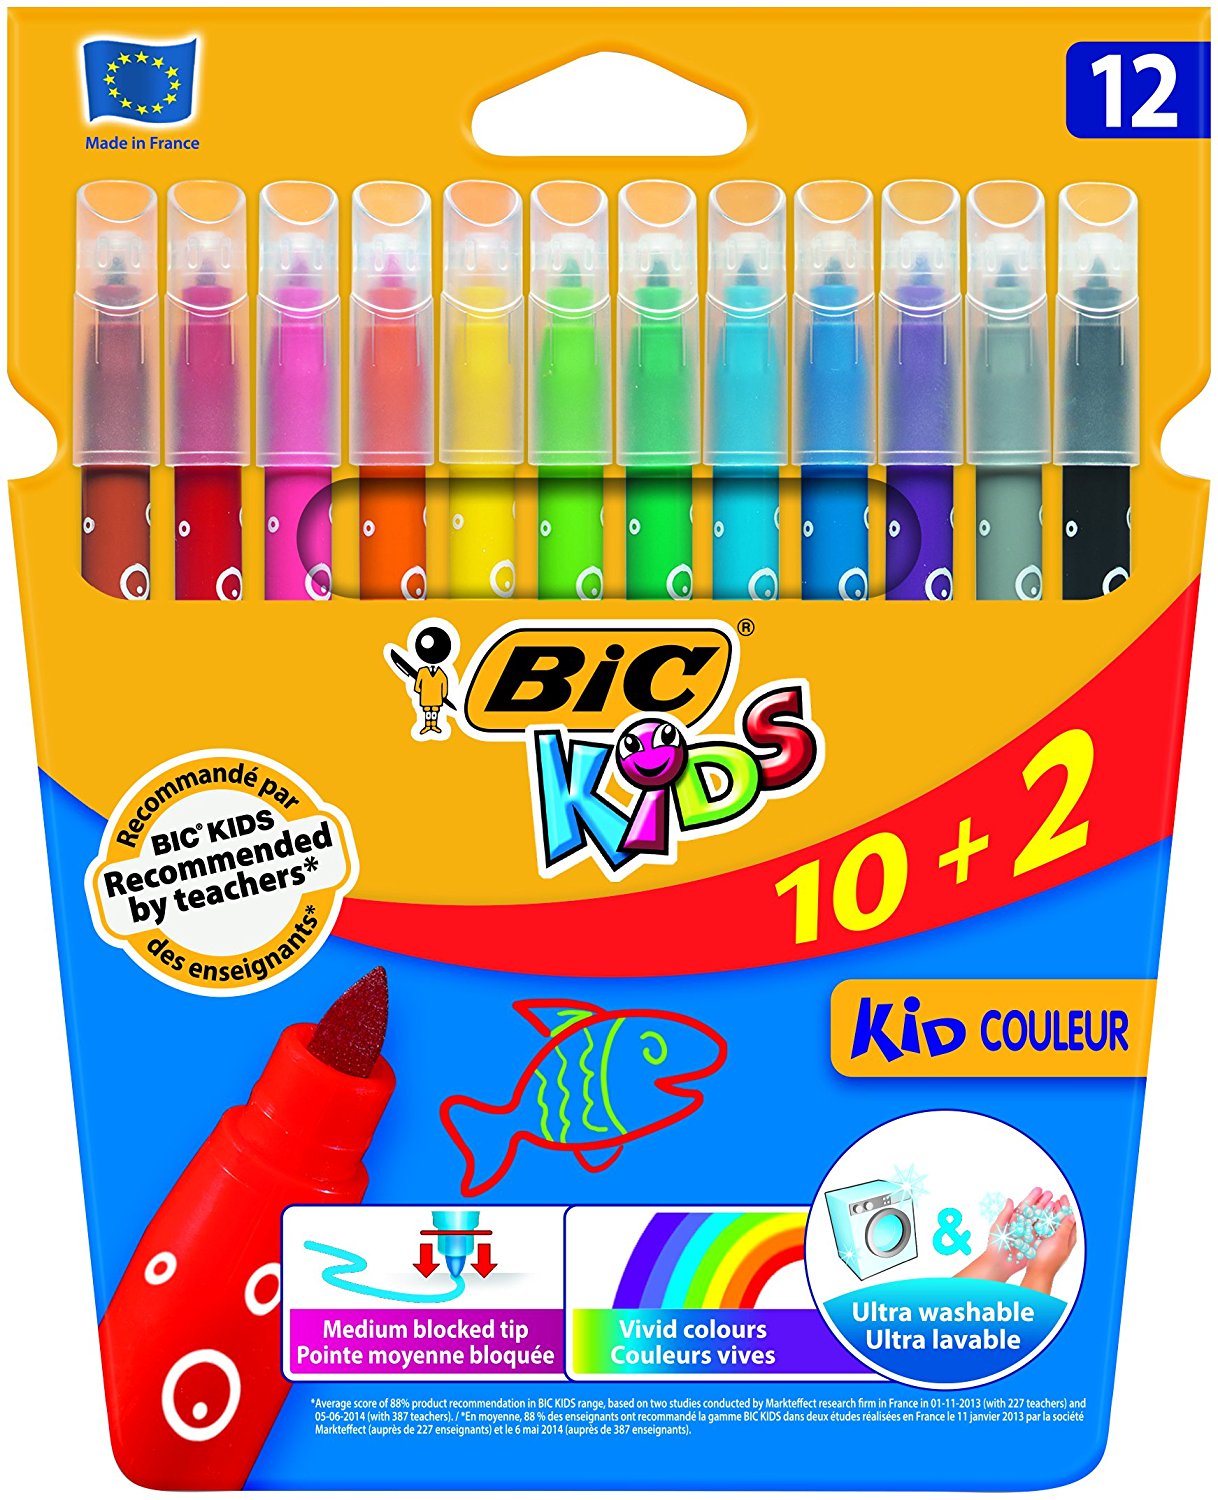 Made in France
12
BiC®
KiDS
10 + 2
Recommandé par
BIC® KIDS
Recommended
by teachers*
des enseignants*
KiD COULEUR
&
Ultra washable
Ultra lavable
Medium blocked tip
Pointe moyenne bloquée
Vivid colours
Couleurs vives
*Average score of 88% product recommendation in BIC KIDS range, based on two studies conducted by Markteffect research firm in France in 01-11-2013 (with 227 teachers) and
05-06-2014 (with 387 teachers). / *En moyenne, 88 % des enseignants ont recommandé la gamme BIC KIDS dans deux études réalisées en France le 11 janvier 2013 par la société
Markteffect (auprès de 227 enseignants) et le 6 mai 2014 (auprès de 387 enseignants).